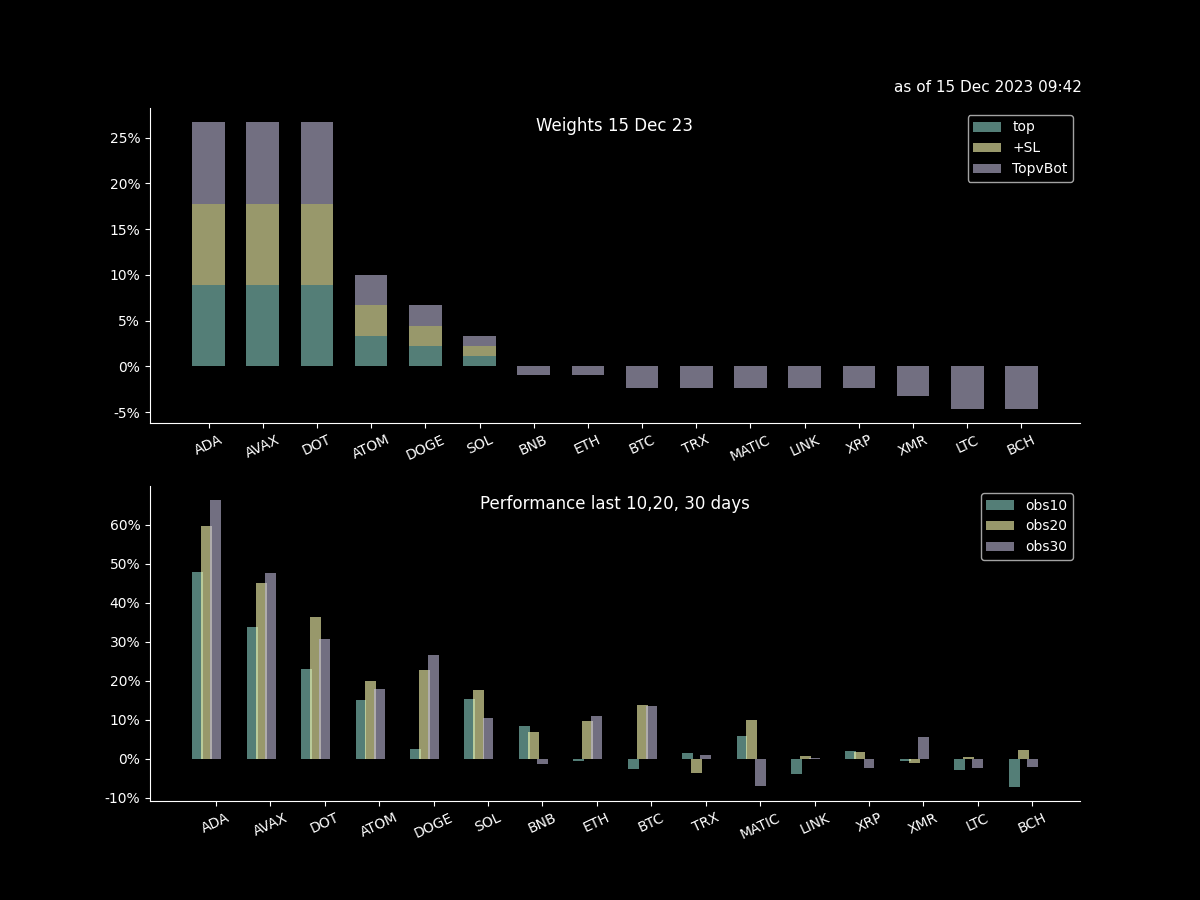 as of 15 Dec 2023 09:42
Weights 15 Dec 23
top
+SL
TopvBot
25%
20%
15%
10%
5%
0%
-5%
ADA AVAX DOT ATOM DOGE SOL BNB ETH BTC TRX MATIC LINK XRP XMR LTC BCH
Performance last 10,20, 30 days
obs10
obs20
obs30
60%
50%
40%
30%
20%
10%
0%
-10%
ADA AVAX DOT ATOM DOGE SOL BNB ETH BTC TRX MATIC LINK XRP XMR LTC BCH